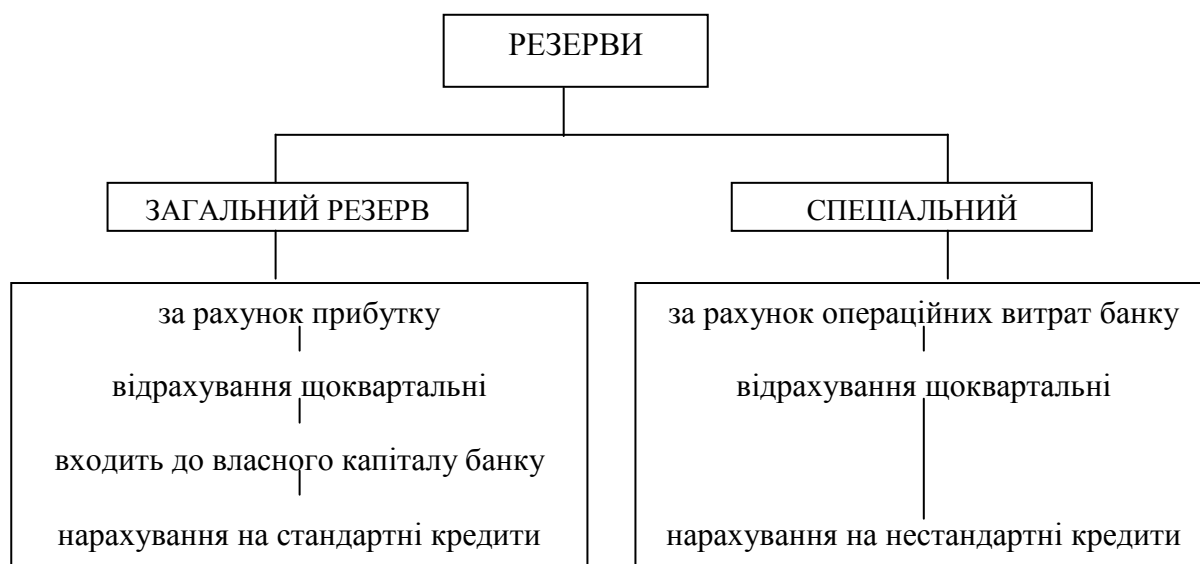 РЕЗЕРВИ
ЗАГАЛЬНИЙ РЕЗЕРВ
за рахунок прибутку
відрахування щоквартальні
входить до власного капіталу банку
нарахування на стандартні кредити
СПЕЦІАЛЬНИЙ
за рахунок операційних витрат банку
відрахування щоквартальні
нарахування на нестандартні кредити